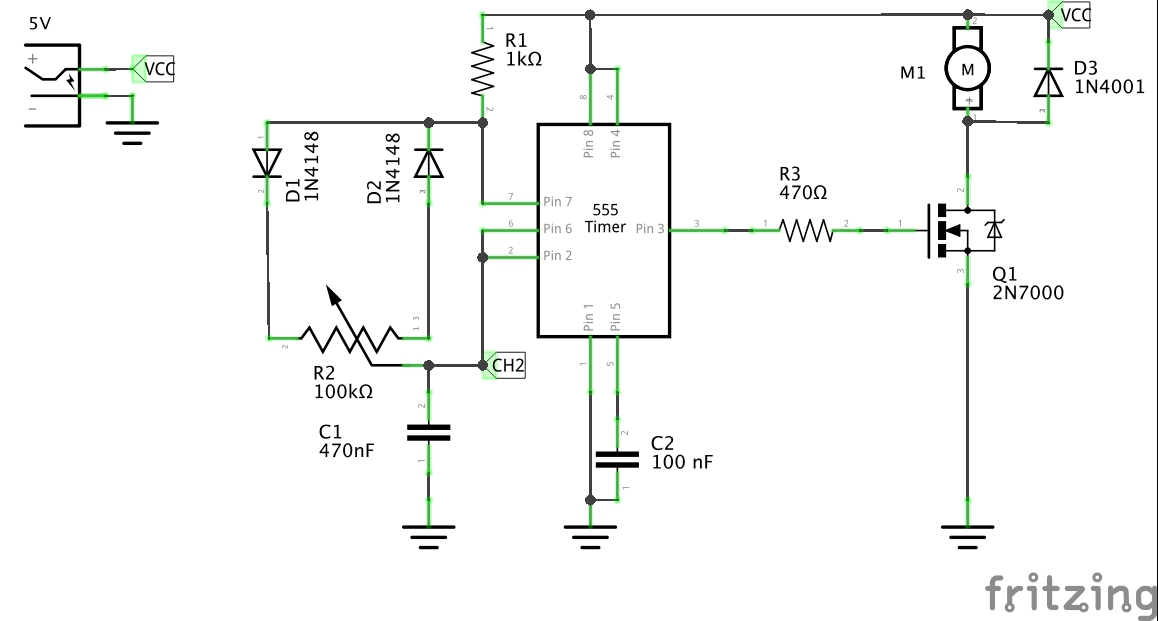 5V
VCC
+
−
R1
1kΩ
1
2
8
4
Pin 8
Pin 4
M1
M
+
2
1
VCC
D3
1N4001
2
D1
1N4148
1
2
D2
1N4148
2
7
Pin 7
6
Pin 6
2
Pin 2
555
Timer
Pin 3
3
R3
470Ω
1
2
1
2
3
Q1
2N7000
R2
100kΩ
2
1 3
CH2
Pin 1
Pin 5
1
5
C1
470nF
2
1
C2
100 nF
2
1
fritzing